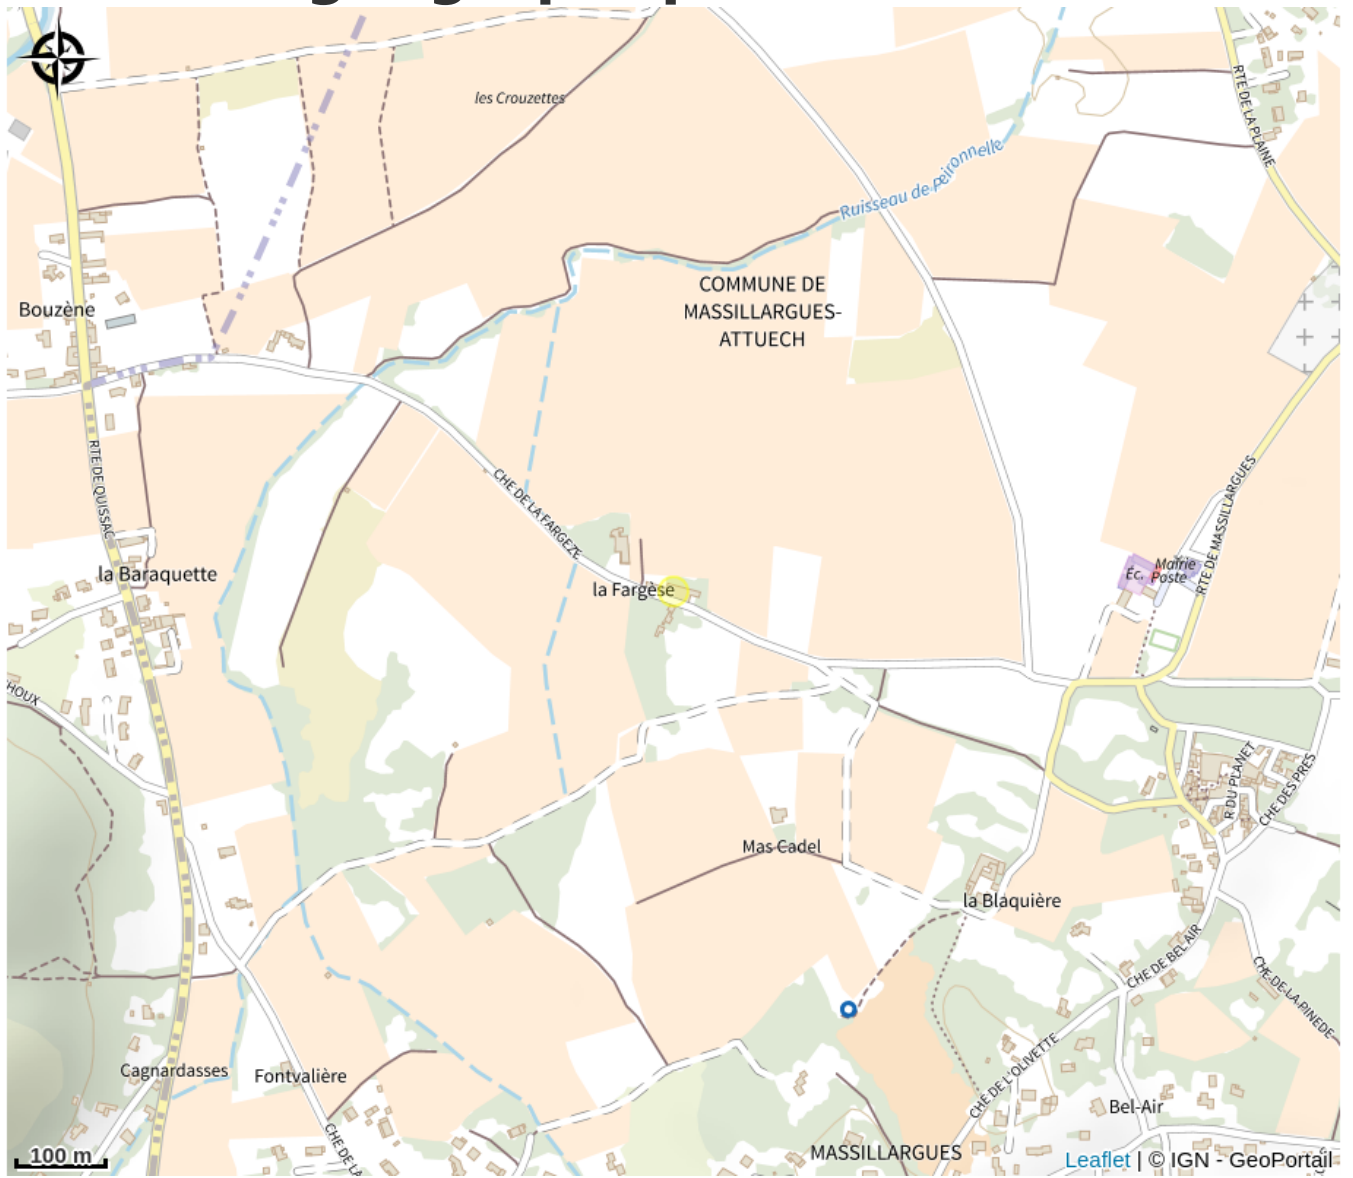 les Crouzettes
RTE DE LA PLAINE
Ruisseau de Peironnelle
COMMUNE DE
MASSILLARGUES-
ATTUECH
Bouzène
RTE DE QUISSAC
CHE DE LA FARGEZE
RTE DE MASSILLARGUES
la Baraquette
la Fargèse
Éc.
Mairie
Poste
HOUX
R DU PLANET
CHE DES PRES
Mas Cadel
la Blaquière
CHE DE BEL AIR
CHE DE LA PINEDE
CHE DE L'OLIVETTE
Cagnardasses
Fontvalière
Bel-Air
CHE DE LA
MASSILLARGUES
100 m
Leaflet | © IGN - GeoPortail